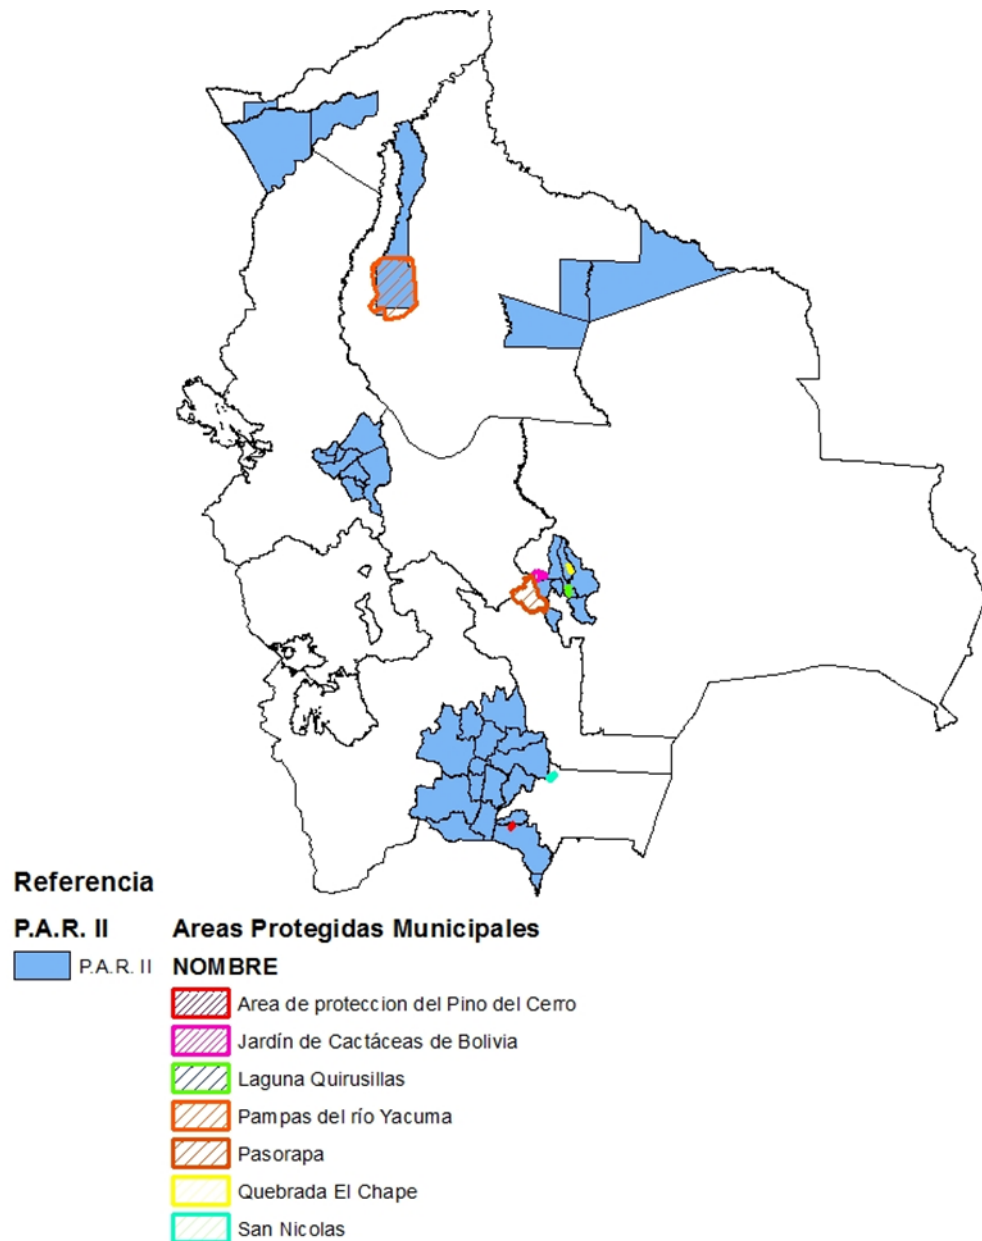 Referencia
P.A.R. II
P.A.R. II
Areas Protegidas Municipales
NOMBRE
Area de proteccion del Pino del Cerro
Jardín de Cactáceas de Bolivia
Laguna Quirusillas
Pampas del río Yacuma
Pasorapa
Quebrada El Chape
San Nicolas